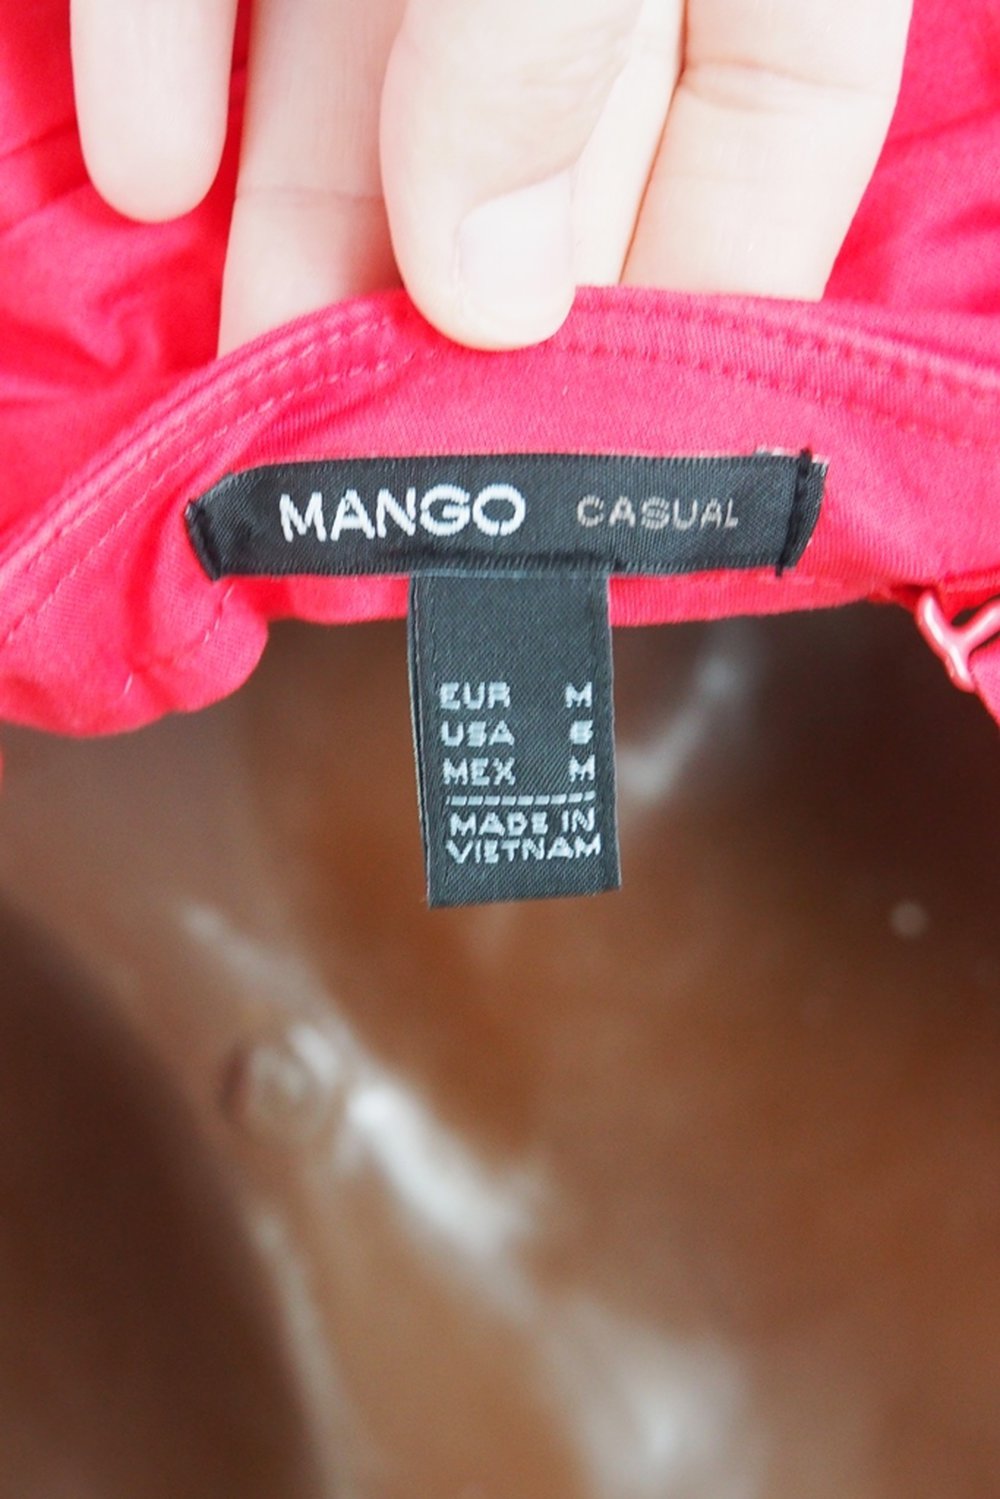 MANGO CASUAL
EUR M
USA 6
MEX M
MADE IN
VIETNAM